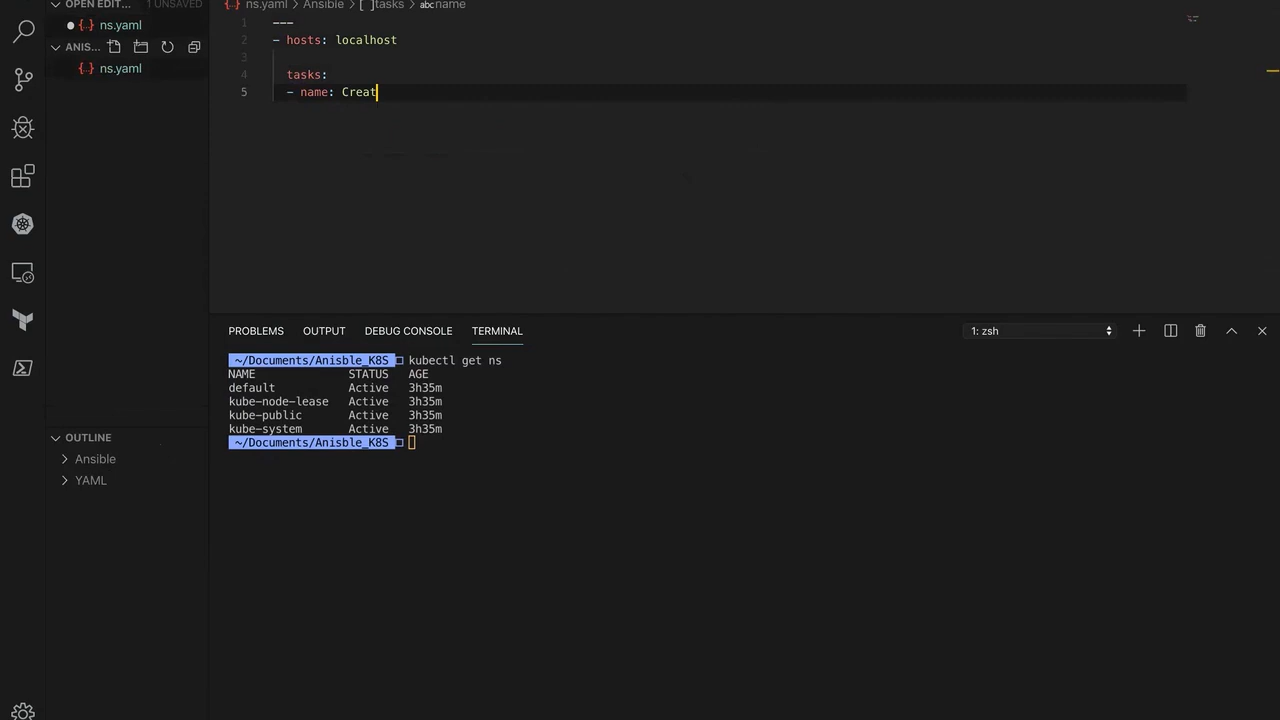 OPEN EDIT... 1 UNSAVED
{..} ns.yaml
ANIS...
{..} ns.yaml
{..} ns.yaml > Ansible > [ ]tasks > abc name
1 ---
2 - hosts: localhost
3
4 tasks:
5 - name: Creat
PROBLEMS OUTPUT DEBUG CONSOLE TERMINAL
1: zsh
~/Documents/Anisble_K8S kubectl get ns
NAME STATUS AGE
default Active 3h35m
kube-node-lease Active 3h35m
kube-public Active 3h35m
kube-system Active 3h35m
~/Documents/Anisble_K8S
OUTLINE
Ansible
YAML